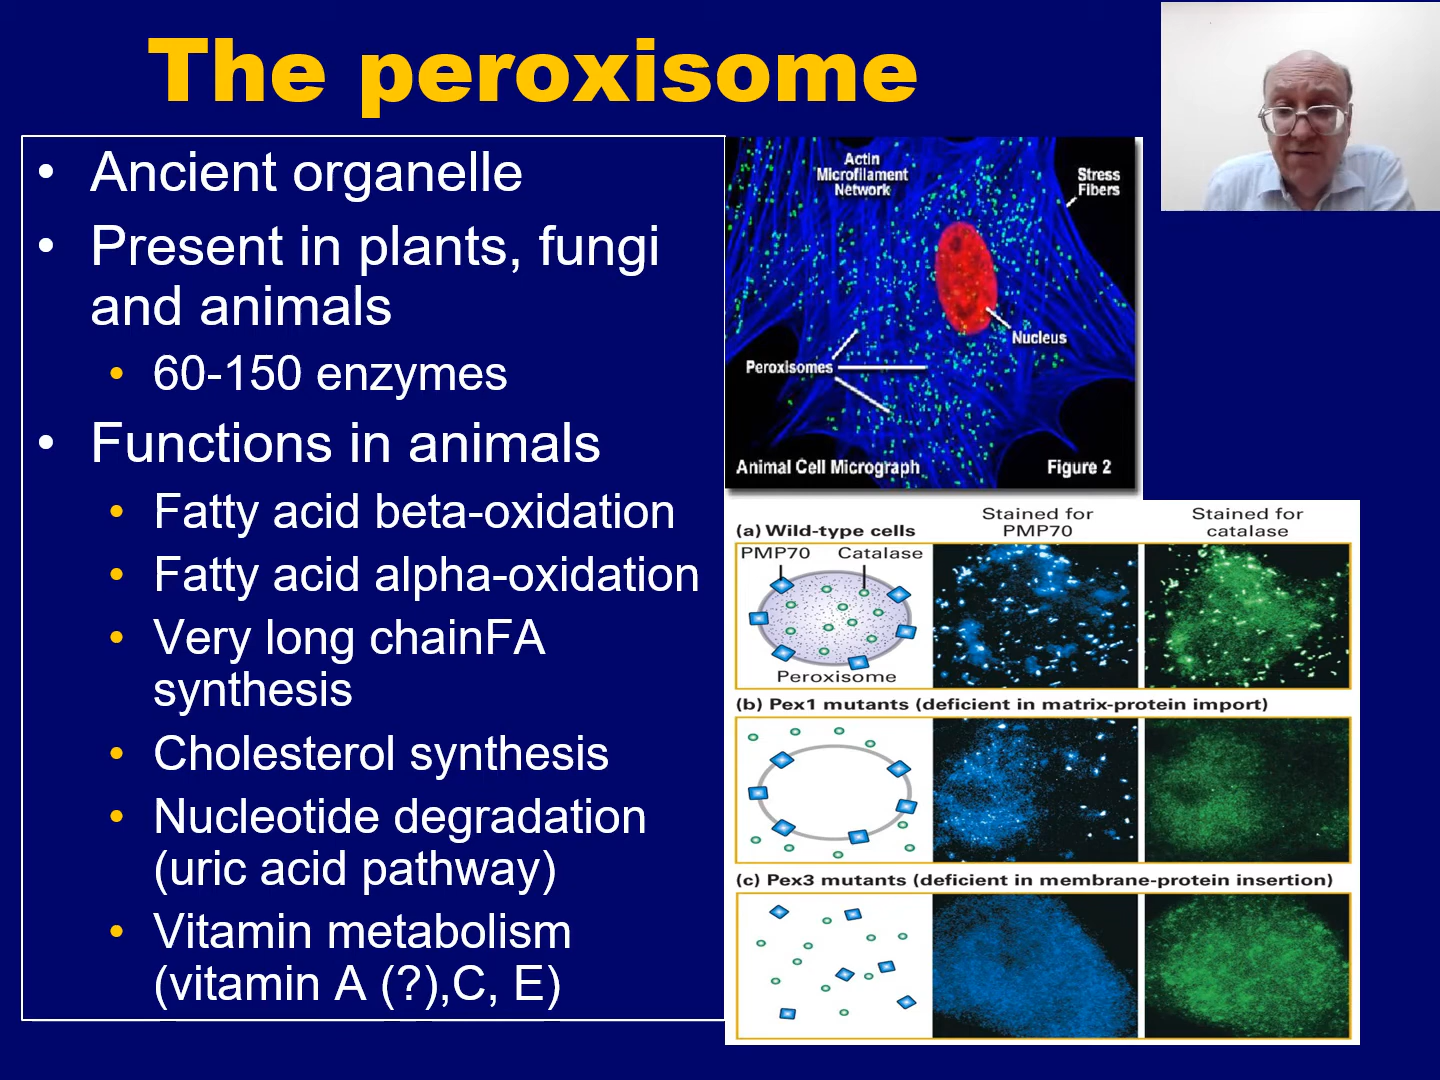 The peroxisome
• Ancient organelle
• Present in plants, fungi
and animals
• 60-150 enzymes
• Functions in animals
• Fatty acid beta-oxidation
• Fatty acid alpha-oxidation
• Very long chainFA
synthesis
• Cholesterol synthesis
• Nucleotide degradation
(uric acid pathway)
• Vitamin metabolism
(vitamin A (?),C, E)
Actin
Microfilament
Network
Stress
Fibers
Nucleus
Peroxisomes
Animal Cell Micrograph
Figure 2
(a) Wild-type cells
Stained for
PMP70
Stained for
catalase
PMP70
Catalase
Peroxisome
(b) Pex1 mutants (deficient in matrix-protein import)
(c) Pex3 mutants (deficient in membrane-protein insertion)